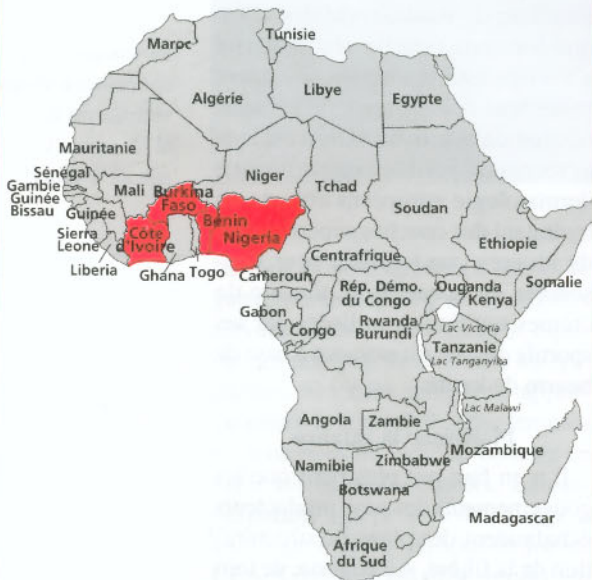 Tunisie
Maroc
Algérie
Libye
Egypte
Mauritanie
Sénégal
Gambie
Guinée
Bissau
Mali
Burkina
Faso
Niger
Tchad
Soudan
Guinée
Sierra
Leone
Côte
d'Ivoire
Bénin
Nigeria
Ethiopie
Liberia
Ghana
Togo
Cameroun
Centrafrique
Somalie
Gabon
Congo
Rép. Démo.
du Congo
Ouganda
Kenya
Rwanda
Burundi
Lac Victoria
Tanzanie
Lac Tanganyika
Lac Malawi
Angola
Zambie
Mozambique
Zimbabwe
Namibie
Botswana
Madagascar
Afrique
du Sud